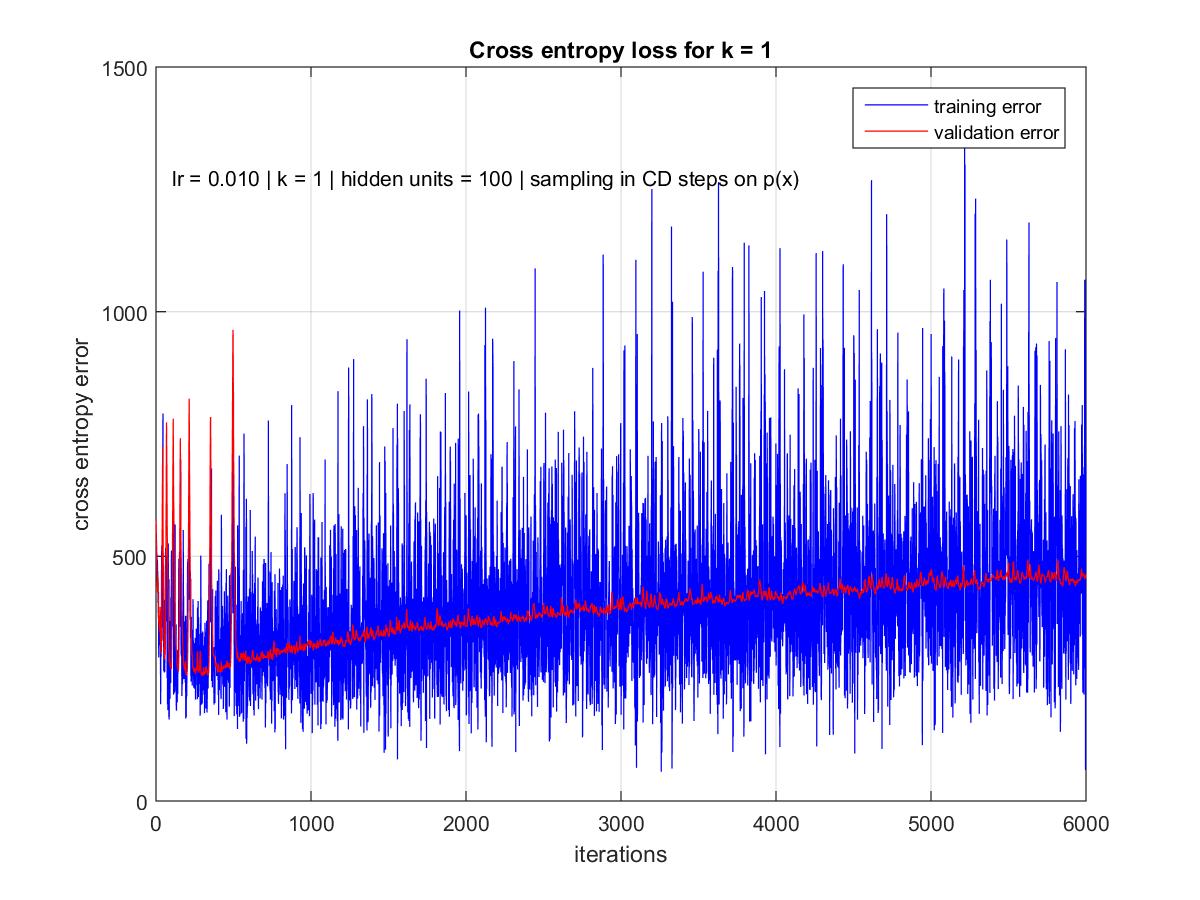 Cross entropy loss for k = 1
1500
training error
validation error
lr = 0.010 | k = 1 | hidden units = 100 | sampling in CD steps on p(x)
1000
cross entropy error
500
0
0 1000 2000 3000 4000 5000 6000
iterations